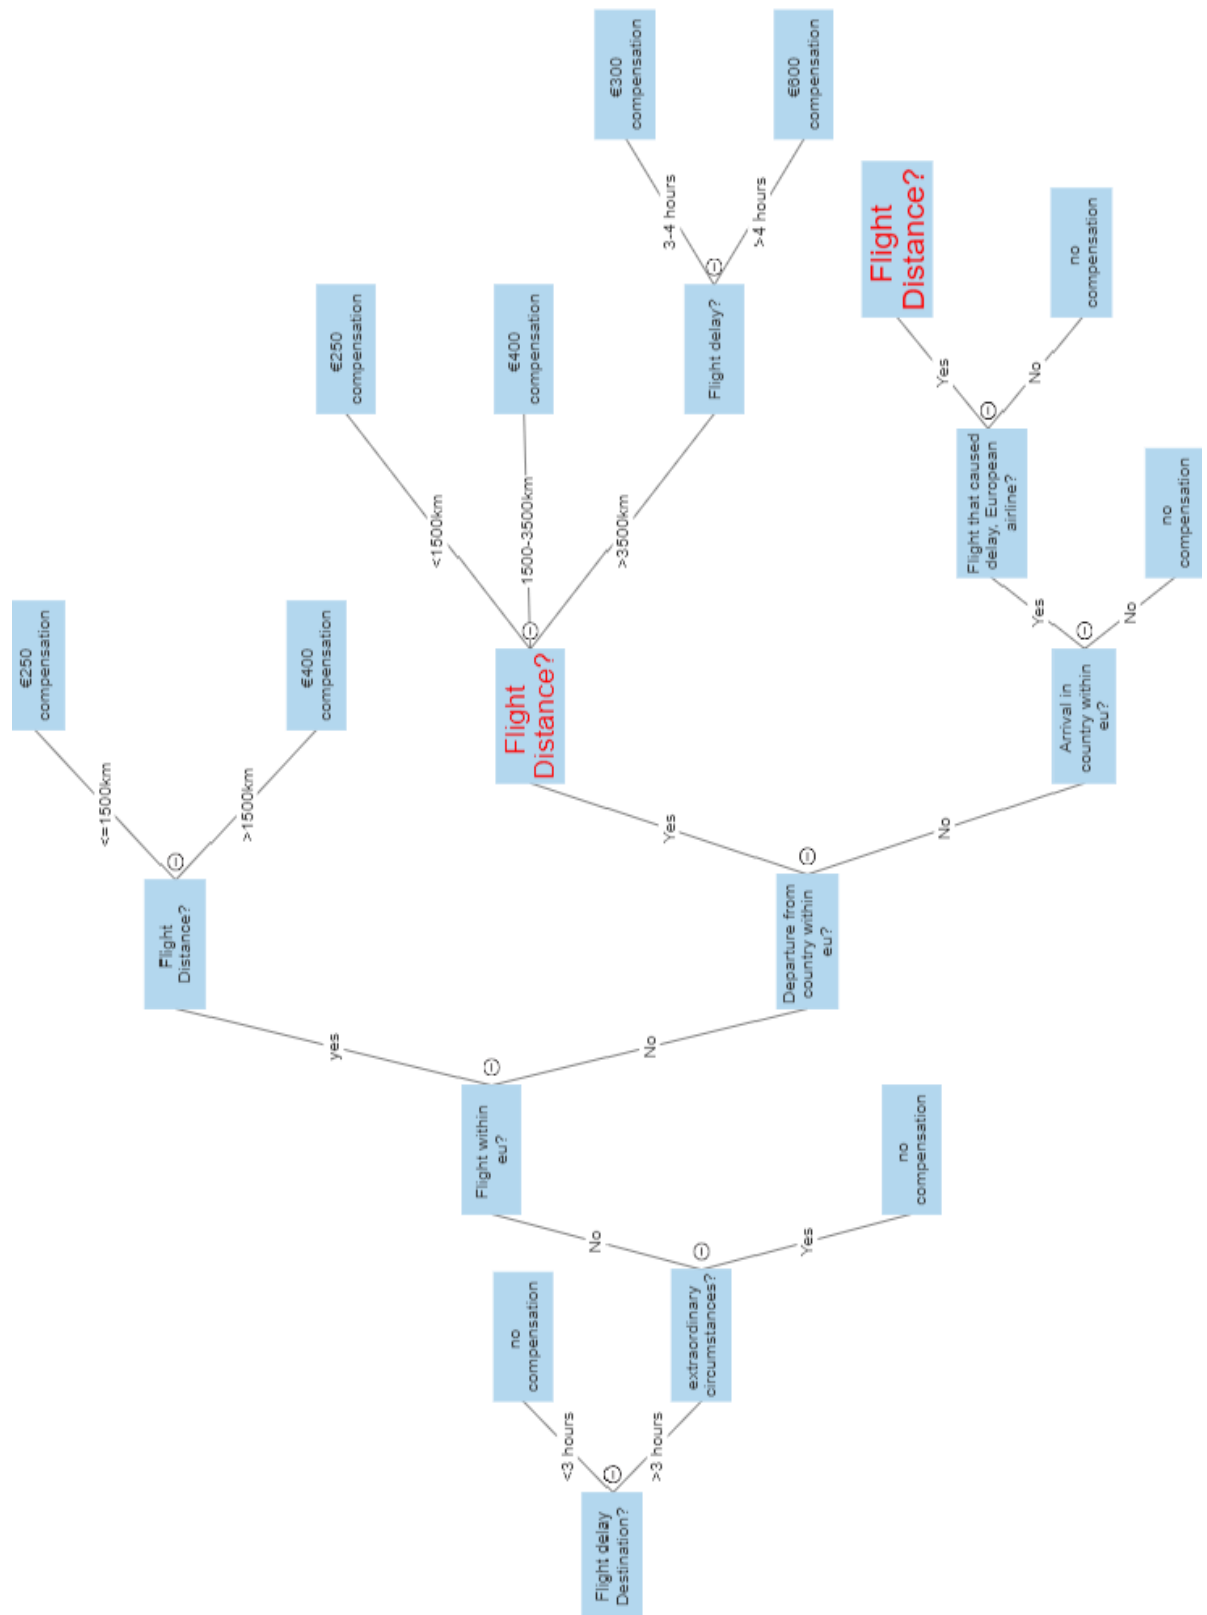 Flight delay
Destination?
<3 hours
>3 hours
no
compensation
extraordinary
circumstances?
No
Yes
Flight within
eu?
no
compensation
yes
No
Flight
Distance?
<=1500km
>1500km
€250
compensation
€400
compensation
Departure from
country within
eu?
Yes
No
Flight
Distance?
<1500km
1500-3500km
>3500km
€250
compensation
€400
compensation
Flight delay?
3-4 hours
>4 hours
€300
compensation
€600
compensation
Arrival in
country within
eu?
Yes
No
Flight that caused
delay, European
airline?
no
compensation
Yes
No
Flight
Distance?
no
compensation